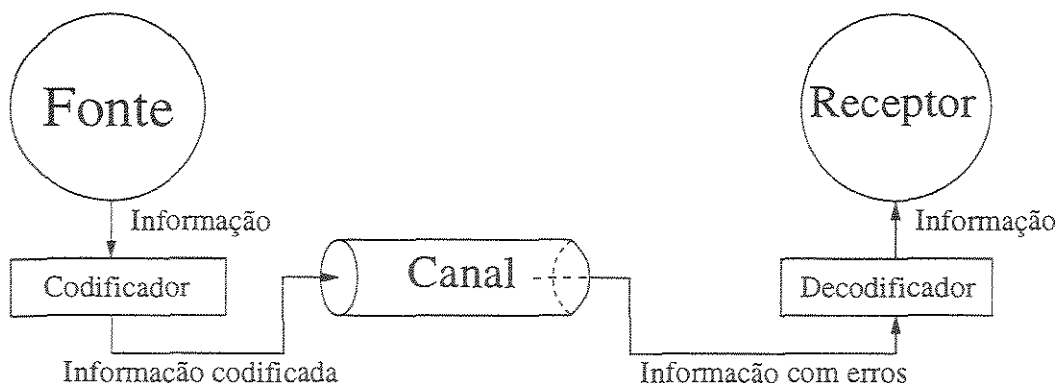 Fonte
Receptor
Informação
Informação
Codificador
Canal
Decodificador
Informação codificada
Informação com erros